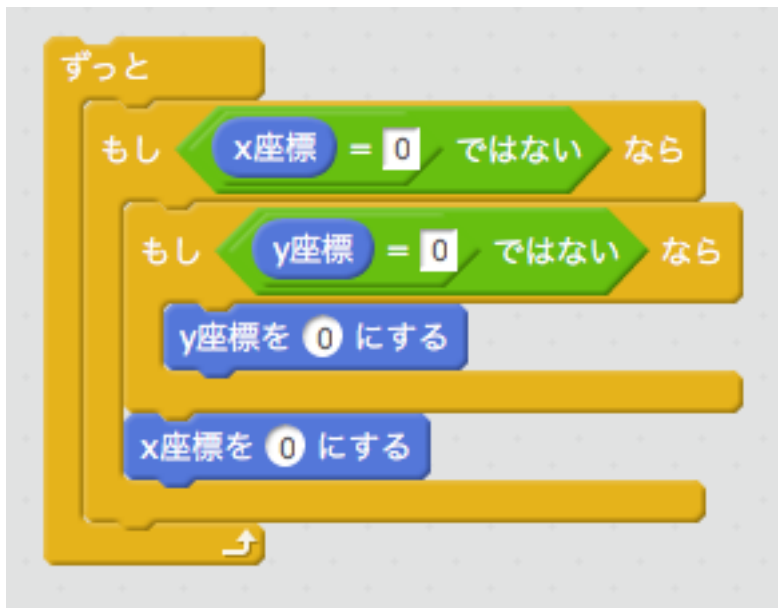 ずっと
もし x座標 = 0 ではない なら
もし y座標 = 0 ではない なら
y座標を 0 にする
x座標を 0 にする